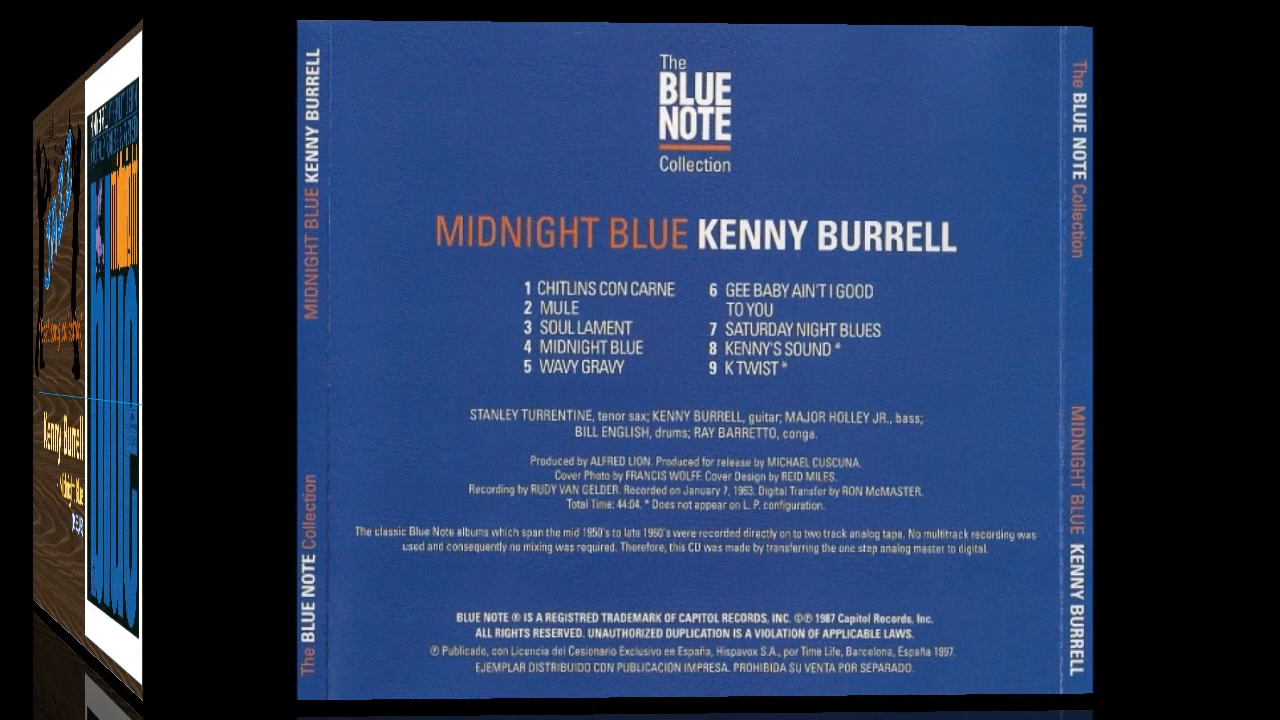 The
BLUE
NOTE
Collection
MIDNIGHT BLUE KENNY BURRELL
1 CHITLINS CON CARNE
2 MULE
3 SOUL LAMENT
4 MIDNIGHT BLUE
5 WAVY GRAVY
6 GEE BABY AIN'T I GOOD
TO YOU
7 SATURDAY NIGHT BLUES
8 KENNY'S SOUND *
9 K TWIST *
STANLEY TURRENTINE, tenor sax; KENNY BURRELL, guitar; MAJOR HOLLEY JR., bass;
BILL ENGLISH, drums; RAY BARRETTO, conga.
Produced by ALFRED LION. Produced for release by MICHAEL CUSCUNA.
Cover Photo by FRANCIS WOLFF. Cover Design by REID MILES.
Recording by RUDY VAN GELDER. Recorded on January 7, 1963. Digital Transfer by RON McMASTER.
Total Time: 44:04. * Does not appear on L. P. configuration.
The classic Blue Note albums which span the mid 1950's to late 1960's were recorded directly on to two track analog tape. No multitrack recording was
used and consequently no mixing was required. Therefore, this CD was made by transferring the one step analog master to digital.
BLUE NOTE ® IS A REGISTRED TRADEMARK OF CAPITOL RECORDS, INC. ©℗ 1987 Capitol Records, Inc.
ALL RIGHTS RESERVED. UNAUTHORIZED DUPLICATION IS A VIOLATION OF APPLICABLE LAWS.
℗ Publicado, con Licencia del Cesionario Exclusivo en España, Hispavox S.A., por Time Life, Barcelona, España 1997.
EJEMPLAR DISTRIBUIDO CON PUBLICACION IMPRESA. PROHIBIDA SU VENTA POR SEPARADO.
The BLUE NOTE Collection
MIDNIGHT BLUE KENNY BURRELL
The BLUE NOTE Collection
MIDNIGHT BLUE KENNY BURRELL
Kenny Burrell